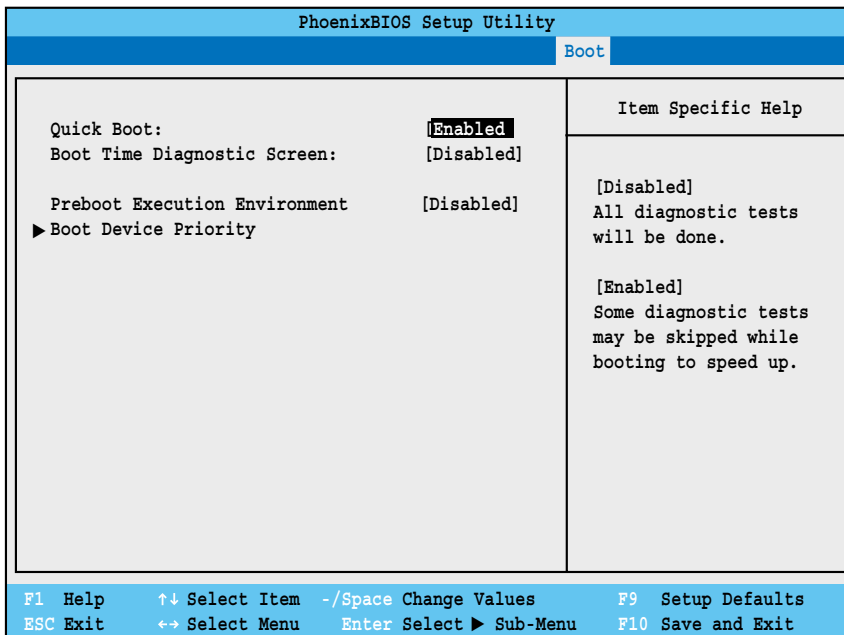 PhoenixBIOS Setup Utility
Boot
Quick Boot: [Enabled
Boot Time Diagnostic Screen: [Disabled]
Preboot Execution Environment [Disabled]
▶Boot Device Priority
Item Specific Help
[Disabled]
All diagnostic tests
will be done.
[Enabled]
Some diagnostic tests
may be skipped while
booting to speed up.
F1 Help ↑↓ Select Item -/Space Change Values F9 Setup Defaults
ESC Exit ←→ Select Menu Enter Select ▶ Sub-Menu F10 Save and Exit